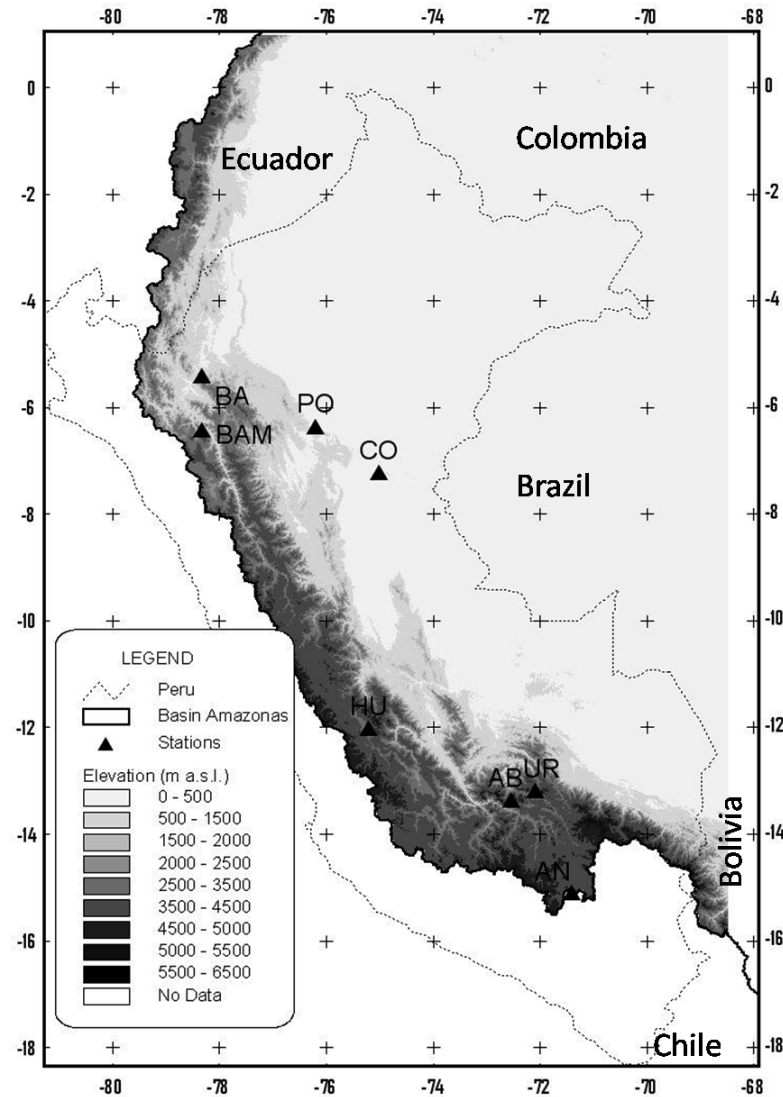 -80 -78 -76 -74 -72 -70 -68
0 0
Colombia
Ecuador
-2 -2
-4 -4
BA
PO
-6 -6
BAM
CO
Brazil
-8 -8
-10 -10
LEGEND
Peru
Basin Amazonas
Stations
HU
-12 -12
Elevation (m a.s.l.)
0 - 500
500 - 1500
1500 - 2000
2000 - 2500
2500 - 3500
3500 - 4500
4500 - 5000
5000 - 5500
5500 - 6500
No Data
AB UR
-14 -14
Bolivia
AN
-16 -16
Chile
-18 -18
-80 -78 -76 -74 -72 -70 -68